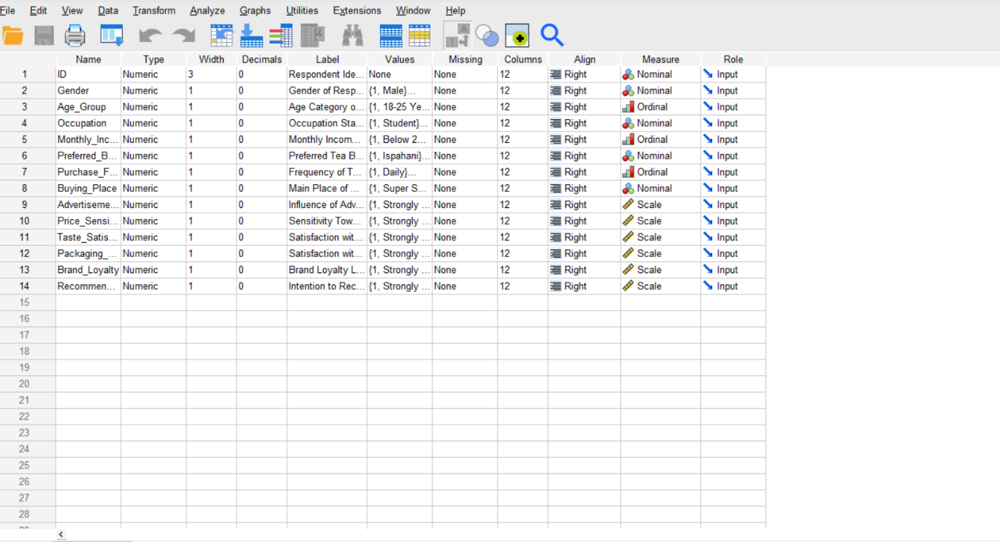 File Edit View Data Transform Analyze Graphs Utilities Extensions Window Help
Name Type Width Decimals Label Values Missing Columns Align Measure Role
1 ID Numeric 3 0 Respondent Ide... None None 12 Right Nominal Input
2 Gender Numeric 1 0 Gender of Resp... {1, Male}... None 12 Right Nominal Input
3 Age_Group Numeric 1 0 Age Category o... {1, 18-25 Ye... None 12 Right Ordinal Input
4 Occupation Numeric 1 0 Occupation Sta... {1, Student}... None 12 Right Nominal Input
5 Monthly_Inc... Numeric 1 0 Monthly Incom... {1, Below 2... None 12 Right Ordinal Input
6 Preferred_B... Numeric 1 0 Preferred Tea B... {1, Ispahani}... None 12 Right Nominal Input
7 Purchase_F... Numeric 1 0 Frequency of T... {1, Daily}... None 12 Right Ordinal Input
8 Buying_Place Numeric 1 0 Main Place of ... {1, Super S... None 12 Right Nominal Input
9 Advertiseme... Numeric 1 0 Influence of Adv... {1, Strongly ... None 12 Right Scale Input
10 Price_Sensi... Numeric 1 0 Sensitivity Tow... {1, Strongly ... None 12 Right Scale Input
11 Taste_Satis... Numeric 1 0 Satisfaction wit... {1, Strongly ... None 12 Right Scale Input
12 Packaging_... Numeric 1 0 Satisfaction wit... {1, Strongly ... None 12 Right Scale Input
13 Brand_Loyalty Numeric 1 0 Brand Loyalty L... {1, Strongly ... None 12 Right Scale Input
14 Recommen... Numeric 1 0 Intention to Rec... {1, Strongly ... None 12 Right Scale Input
15
16
17
18
19
20
21
22
23
24
25
26
27
28